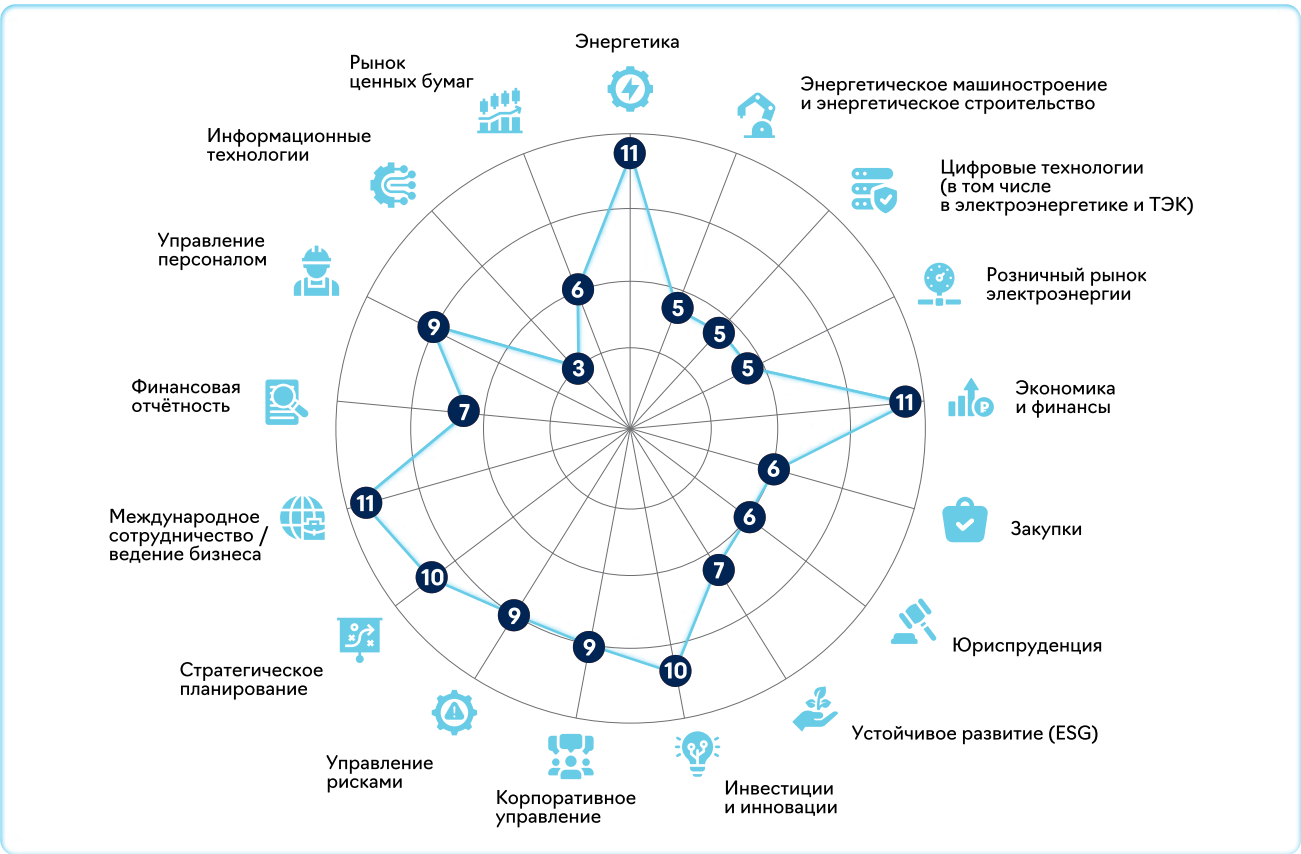 Энергетика
11
Энергетическое машиностроение
и энергетическое строительство
5
Цифровые технологии
(в том числе
в электроэнергетике и ТЭК)
5
Розничный рынок
электроэнергии
5
Экономика
и финансы
11
Закупки
6
Юриспруденция
6
Устойчивое развитие (ESG)
7
Инвестиции
и инновации
10
Корпоративное
управление
9
Управление
рисками
9
Стратегическое
планирование
10
Международное
сотрудничество /
ведение бизнеса
11
Финансовая
отчётность
7
Управление
персоналом
9
Информационные
технологии
3
Рынок
ценных бумаг
6